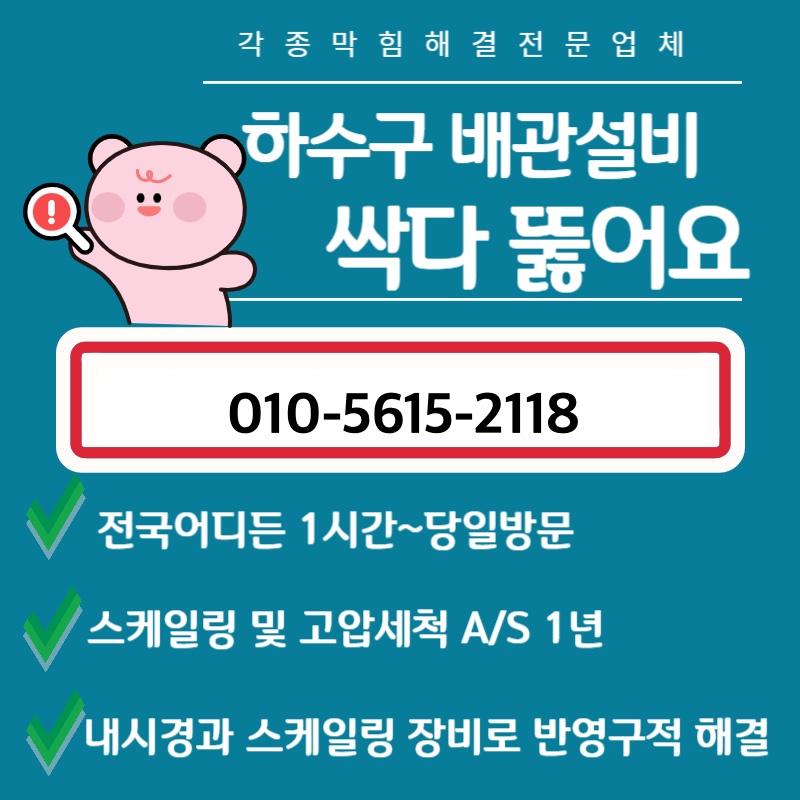 각종막힘해결전문업체
하수구 배관설비
싹다 뚫어요
010-5615-2118
전국어디든 1시간~당일방문
스케일링 및 고압세척 A/S 1년
내시경과 스케일링 장비로 반영구적 해결